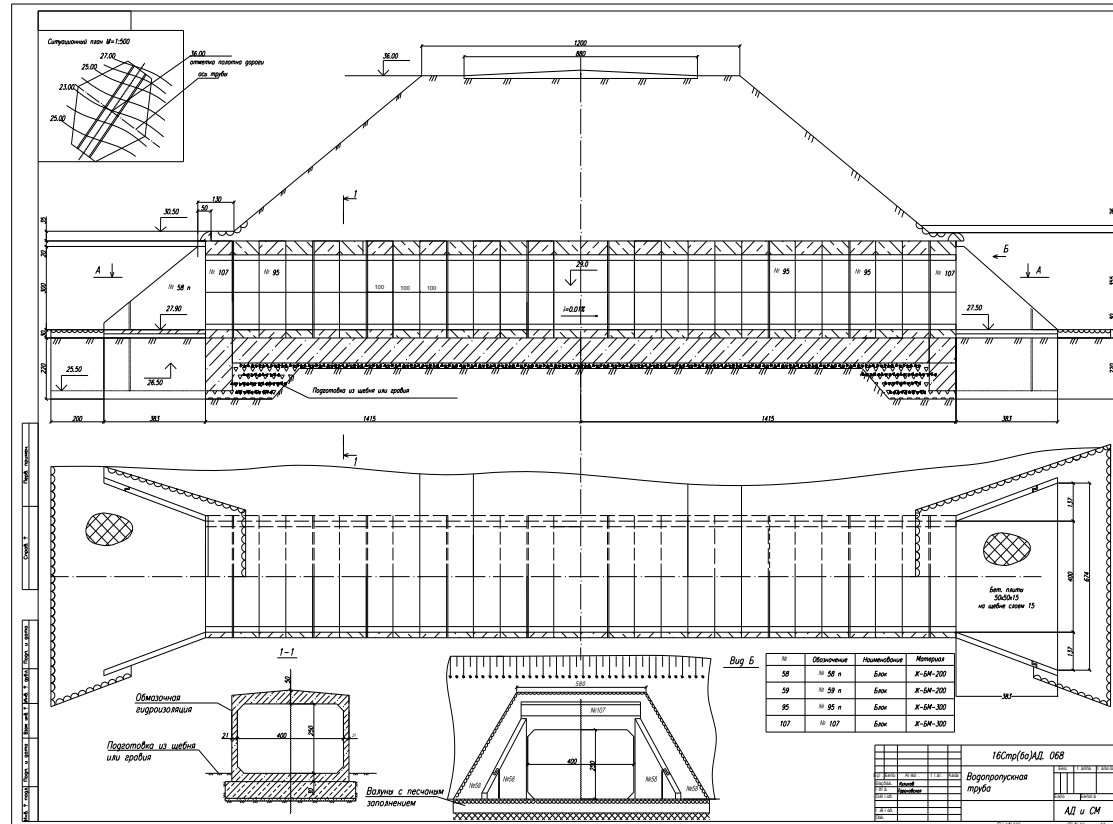 Ситуационный план М=1:500
27.00
25.00
23.00
25.00
36.00
отметка полотна дороги
ось трубы
1200
880
36.00
130
50
30.50
1
А
Б
А
№ 107
№ 95
29.0
№ 95
№ 95
№ 107
№ 58 п
100
100
100
i=0.01%
27.90
27.50
20
300
220
25.50
26.50
Подготовка из щебня или гравия
200
383
1415
1415
383
1
137
400
674
137
383
Бет. плиты
50х50х15
на щебне слоем 15
1-1
50
Обмазочная
гидроизоляция
21
400
250
Подготовка из щебня
или гравия
Вид Б
580
№107
400
250
№58
№58
№58
№58
Валуны с песчаным
заполнением
№ Обозначение Наименование Материал
58 № 58 п Блок Ж-БМ-200
59 № 59 п Блок Ж-БМ-200
95 № 95 п Блок Ж-БМ-300
107 № 107 Блок Ж-БМ-300
16Стр(бо)АД. 068
Водопропускная
труба
АД и СМ